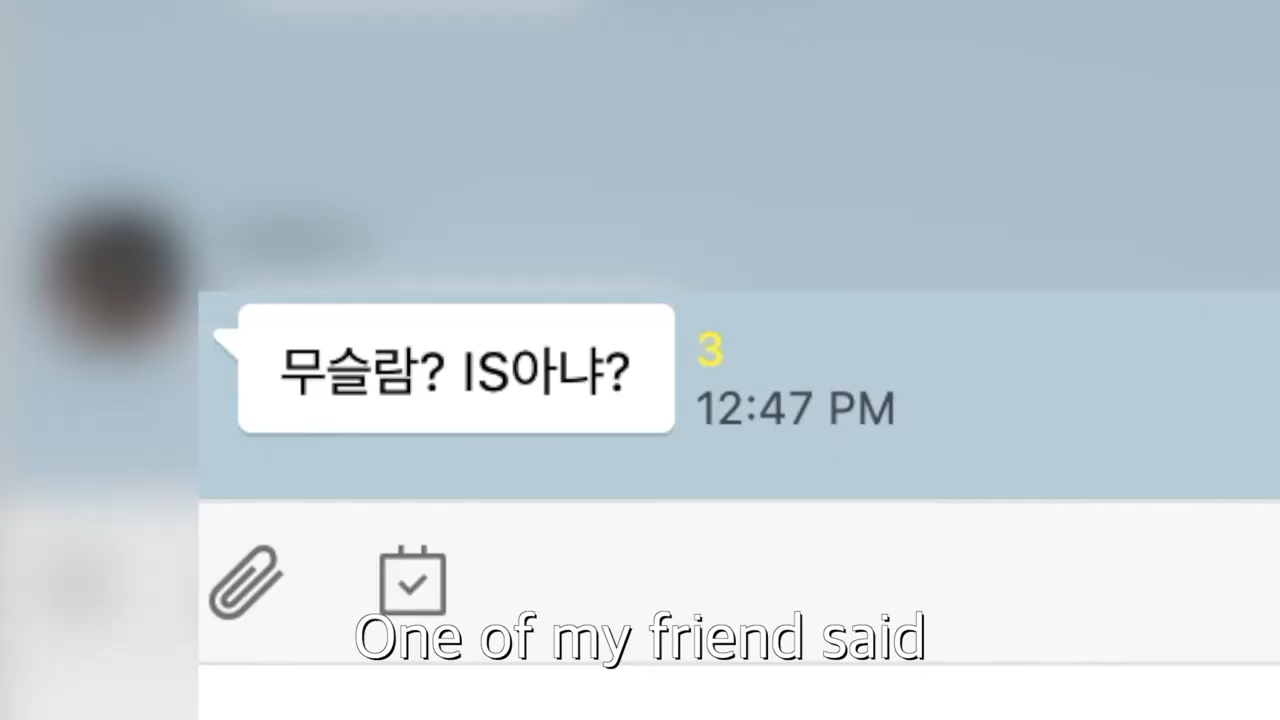 무슬람? IS아냐?
3
12:47 PM
One of my friend said